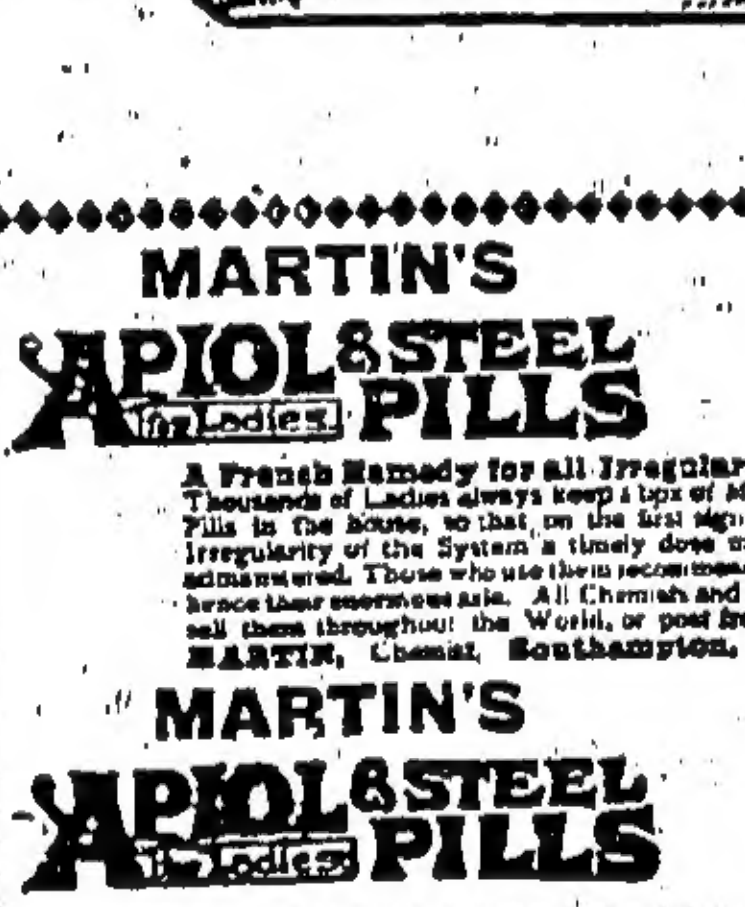 MARTIN'S
APIOL & STEEL
for Ladies. PILLS
A French Remedy for all Irregular
Thousands of Ladies always keep a box of
Pills in the house, so that on the first sign
Irregularity of the System a timely dose
administered. Those who use them recommend
hence their enormous sale. All Chemists and
sell them throughout the World, or post
MARTIN, Chemist, Southampton,
MARTIN'S
APIOL & STEEL
for Ladies. PILLS